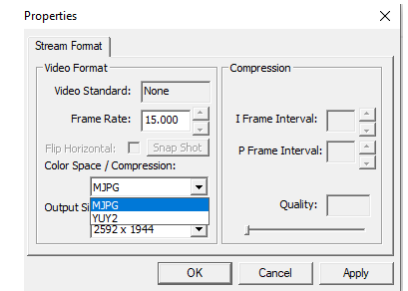 Properties
Stream Format
Video Format
Video Standard: None
Frame Rate: 15.000
Flip Horizontal: Snap Shot
Color Space / Compression:
MJPG
MJPG
YUY2
Output Si
2592 x 1944
Compression
I Frame Interval:
P Frame Interval:
Quality:
OK Cancel Apply